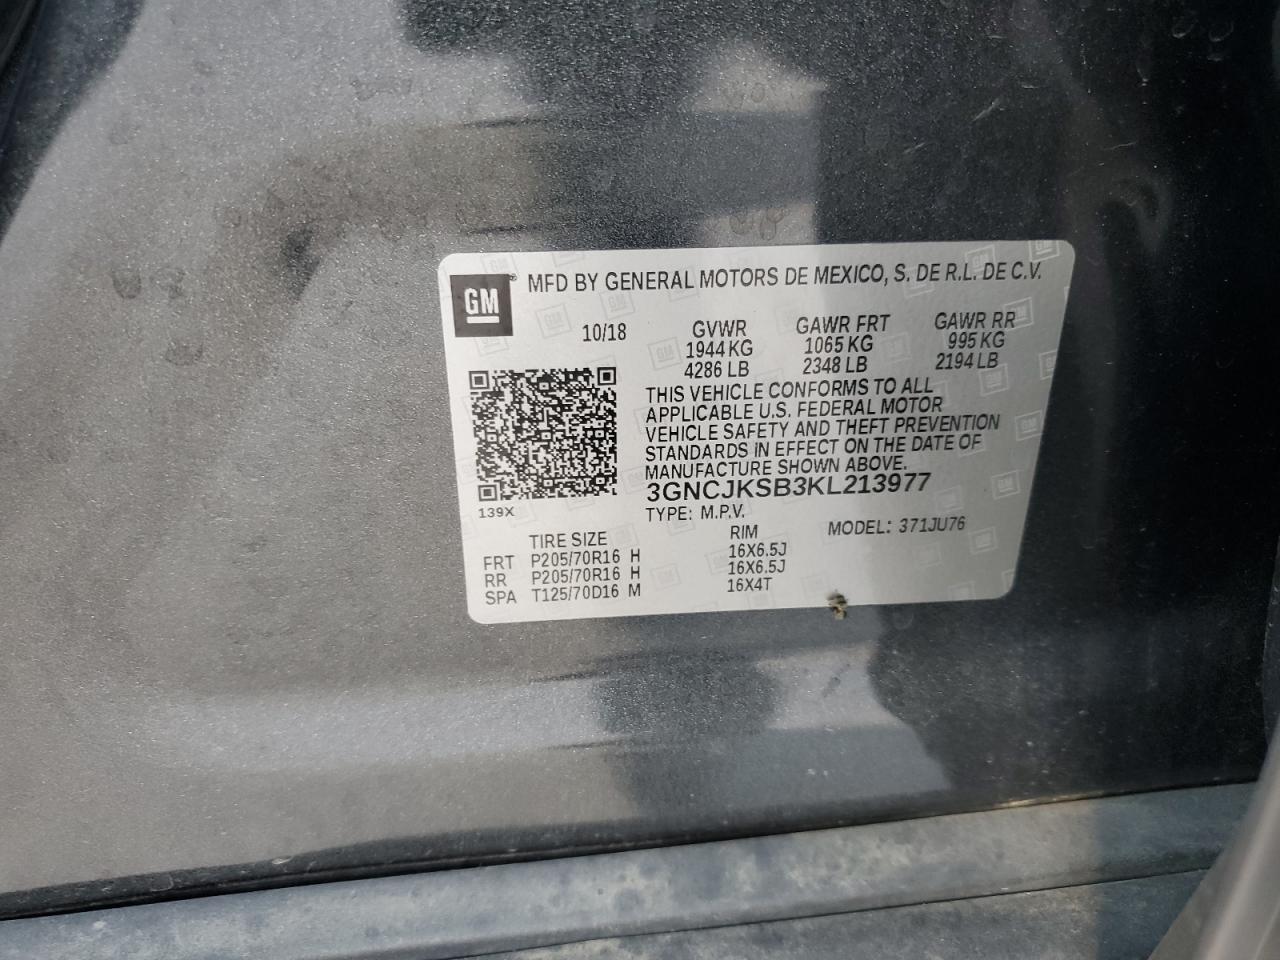 GM ® MFD BY GENERAL MOTORS DE MEXICO, S. DE R.L. DE C.V.
10/18 GVWR GAWR FRT GAWR RR
1944 KG 1065 KG 995 KG
4286 LB 2348 LB 2194 LB
THIS VEHICLE CONFORMS TO ALL
APPLICABLE U.S. FEDERAL MOTOR
VEHICLE SAFETY AND THEFT PREVENTION
STANDARDS IN EFFECT ON THE DATE OF
MANUFACTURE SHOWN ABOVE.
3GNCJKSB3KL213977
139X
TYPE: M.P.V. MODEL: 371JU76
TIRE SIZE RIM
FRT P205/70R16 H 16X6.5J
RR P205/70R16 H 16X6.5J
SPA T125/70D16 M 16X4T